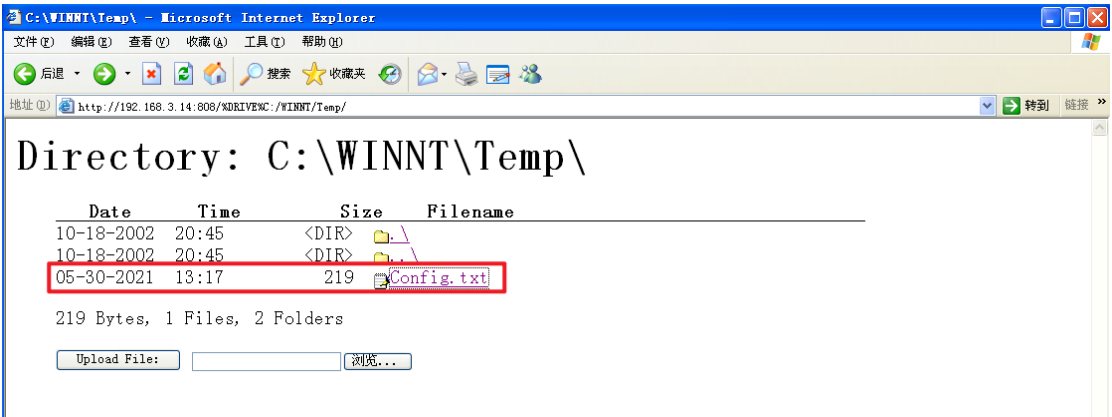 C:\WINNT\Temp\ - Microsoft Internet Explorer
文件(F) 编辑(E) 查看(V) 收藏(A) 工具(T) 帮助(H)
后退 搜索 收藏夹
地址(D) http://192.168.3.14:808/%DRIVE%C:/WINNT/Temp/ 转到 链接 »
Directory: C:\WINNT\Temp\
Date Time Size Filename
10-18-2002 20:45 <DIR> .\
10-18-2002 20:45 <DIR> ..\
05-30-2021 13:17 219 Config.txt
219 Bytes, 1 Files, 2 Folders
Upload File: 浏览...